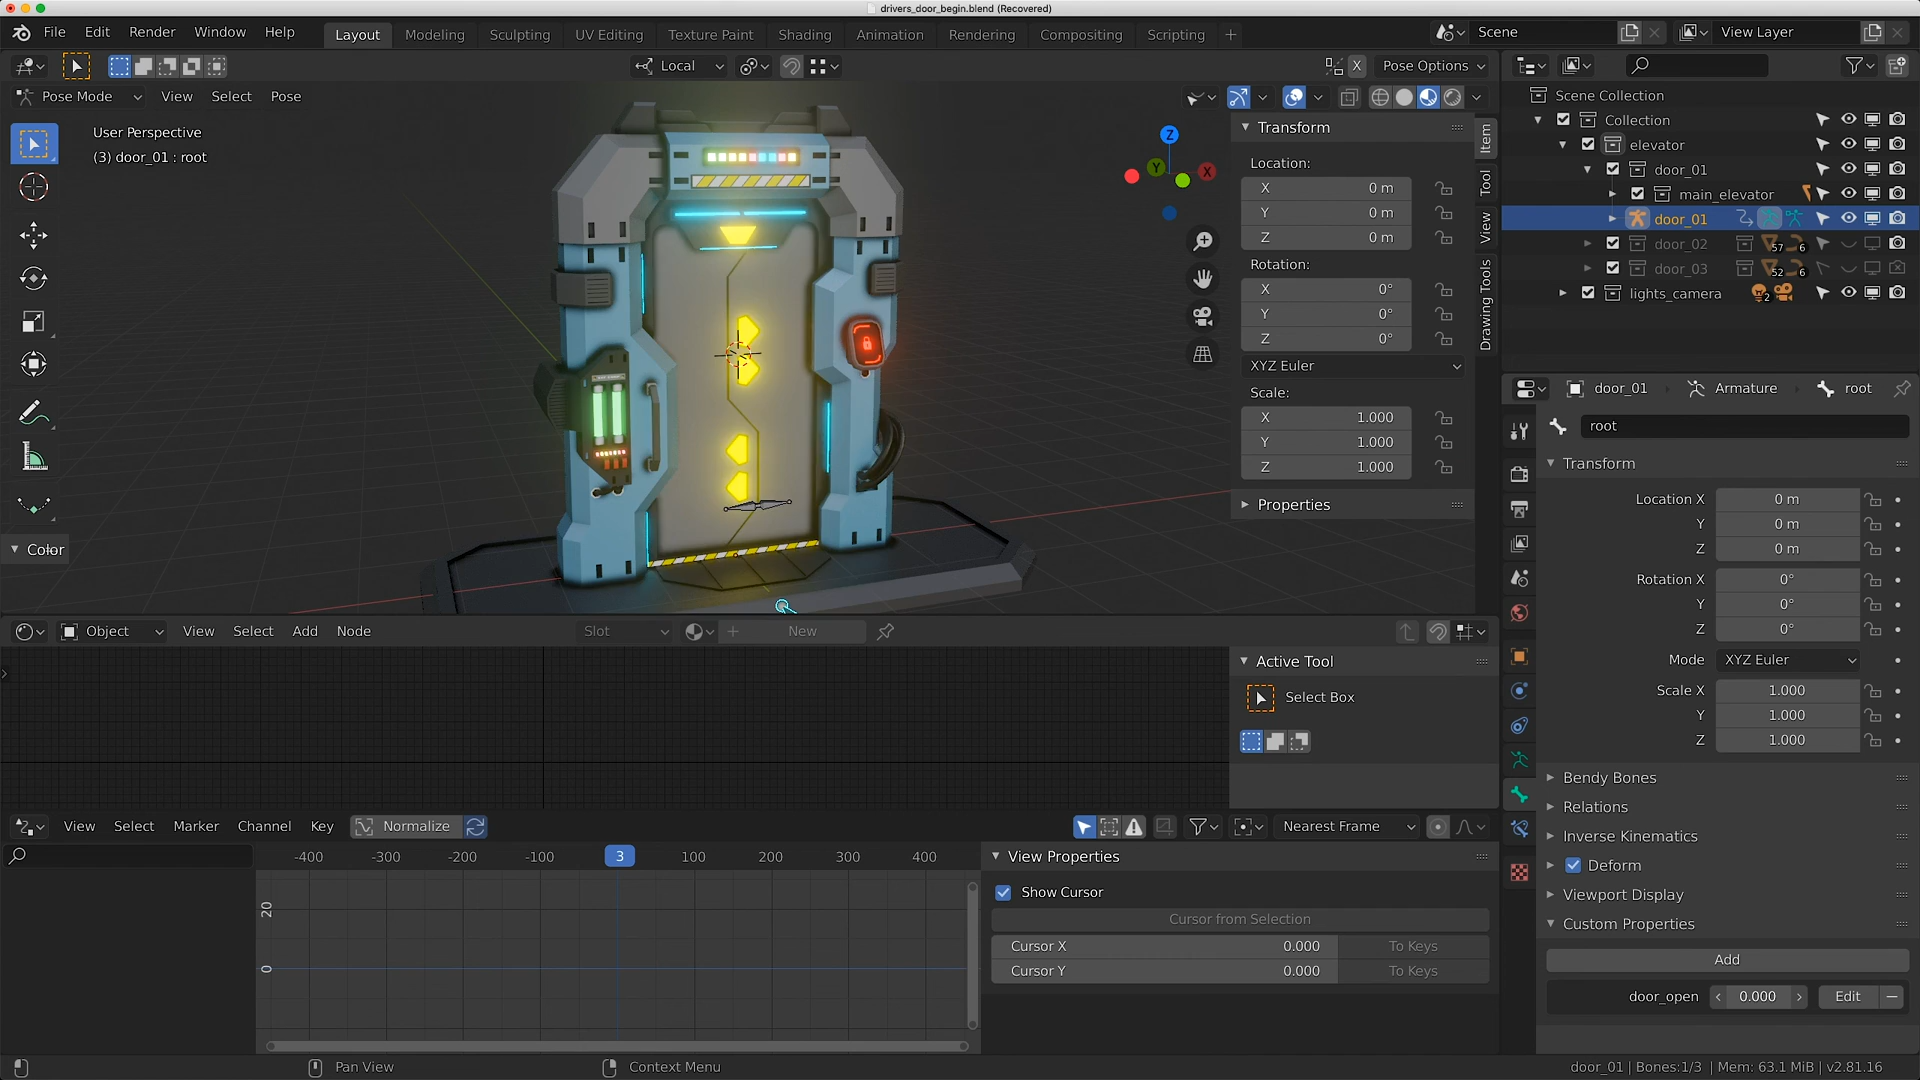 drivers_door_begin.blend (Recovered)
File Edit Render Window Help Layout Modeling Sculpting UV Editing Texture Paint Shading Animation Rendering Compositing Scripting + Scene View Layer
Local X Pose Options
Pose Mode View Select Pose
User Perspective
(3) door_01 : root
Z
Y
X
Transform
Location:
X 0 m
Y 0 m
Z 0 m
Rotation:
X 0°
Y 0°
Z 0°
XYZ Euler
Scale:
X 1.000
Y 1.000
Z 1.000
Properties
Item
Tool
View
Drawing Tools
Color
Scene Collection
Collection
elevator
door_01
main_elevator
door_01
door_02 57 6
door_03 52 6
lights_camera 2
door_01 Armature root
root
Transform
Location X 0 m
Y 0 m
Z 0 m
Rotation X 0°
Y 0°
Z 0°
Mode XYZ Euler
Scale X 1.000
Y 1.000
Z 1.000
Bendy Bones
Relations
Inverse Kinematics
Deform
Viewport Display
Custom Properties
Add
door_open 0.000 Edit
Object View Select Add Node Slot New
Active Tool
Select Box
View Select Marker Channel Key Normalize Nearest Frame
-400 -300 -200 -100 3 100 200 300 400
20
0
View Properties
Show Cursor
Cursor from Selection
Cursor X 0.000 To Keys
Cursor Y 0.000 To Keys
Pan View Context Menu door_01 | Bones:1/3 | Mem: 63.1 MiB | v2.81.16